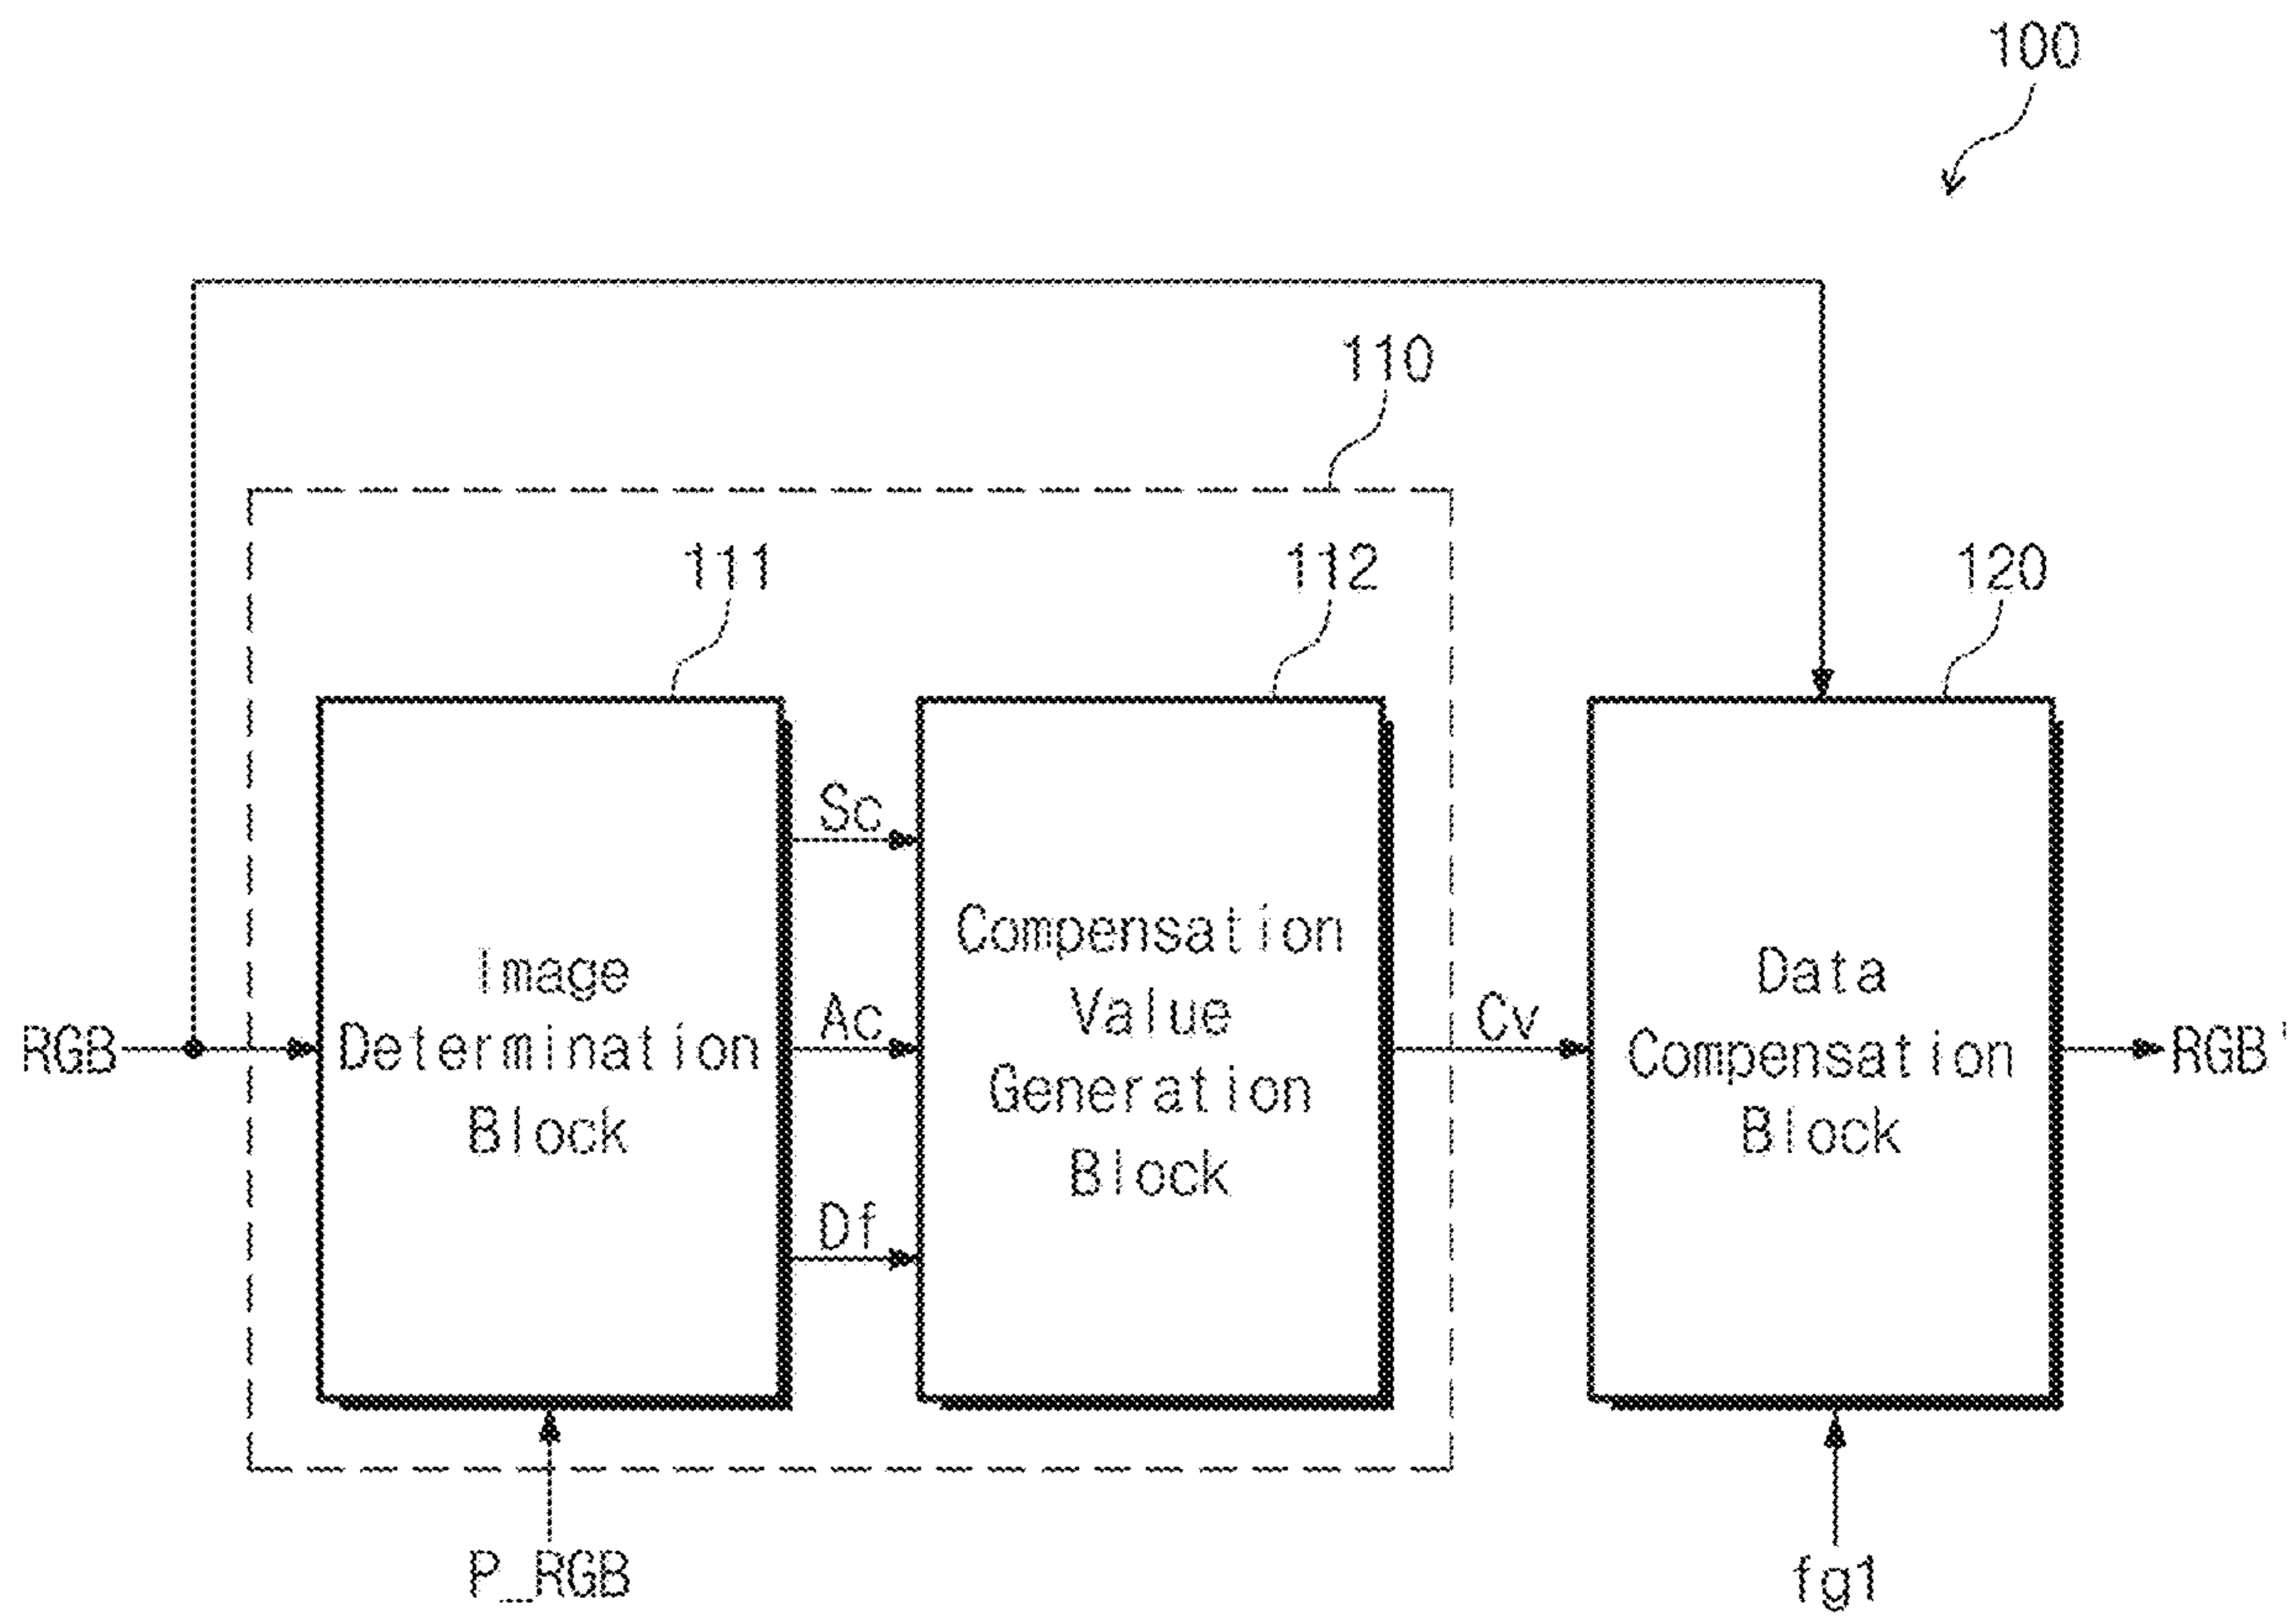 100
110
111
112
120
Sc
Ac
Df
Cv
RGB
Image
Determination
Block
Compensation
Value
Generation
Block
Data
Compensation
Block
RGB'
P_RGB
fg1